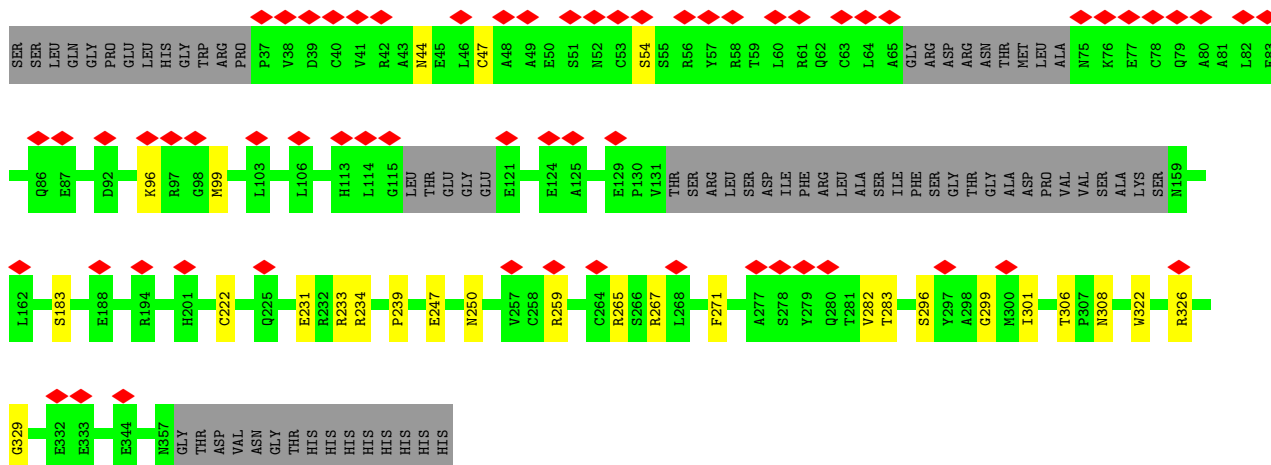 SER SER LEU GLN GLY PRO GLU LEU HIS GLY TRP ARG PRO P37 V38 D39 C40 V41 R42 A43 N44 E45 L46 C47 A48 A49 E50 S51 N52 C53 S54 S55 R56 Y57 R58 T59 L60 R61 Q62 C63 L64 A65 GLY ARG ASP ARG ASN THR MET LEU ALA N75 K76 E77 C78 Q79 A80 A81 L82 E83
Q86 E87 D92 K96 R97 G98 M99 L103 L106 H113 L114 G115 LEU THR GLU GLY GLU E121 E124 A125 E129 P130 V131 THR SER ARG LEU SER ASP ILE PHE ARG LEU ALA SER ILE PHE SER GLY THR GLY ALA ASP PRO VAL VAL SER ALA LYS SER N159
L162 S183 E188 R194 H201 C222 Q225 E231 R232 R233 R234 P239 E247 N250 V257 C258 R259 C264 R265 S266 R267 L268 F271 A277 S278 Y279 Q280 T281 V282 T283 S296 Y297 A298 G299 M300 I301 T306 P307 N308 W322 R326
G329 E332 E333 E344 N357 GLY THR ASP VAL ASN GLY THR HIS HIS HIS HIS HIS HIS HIS HIS